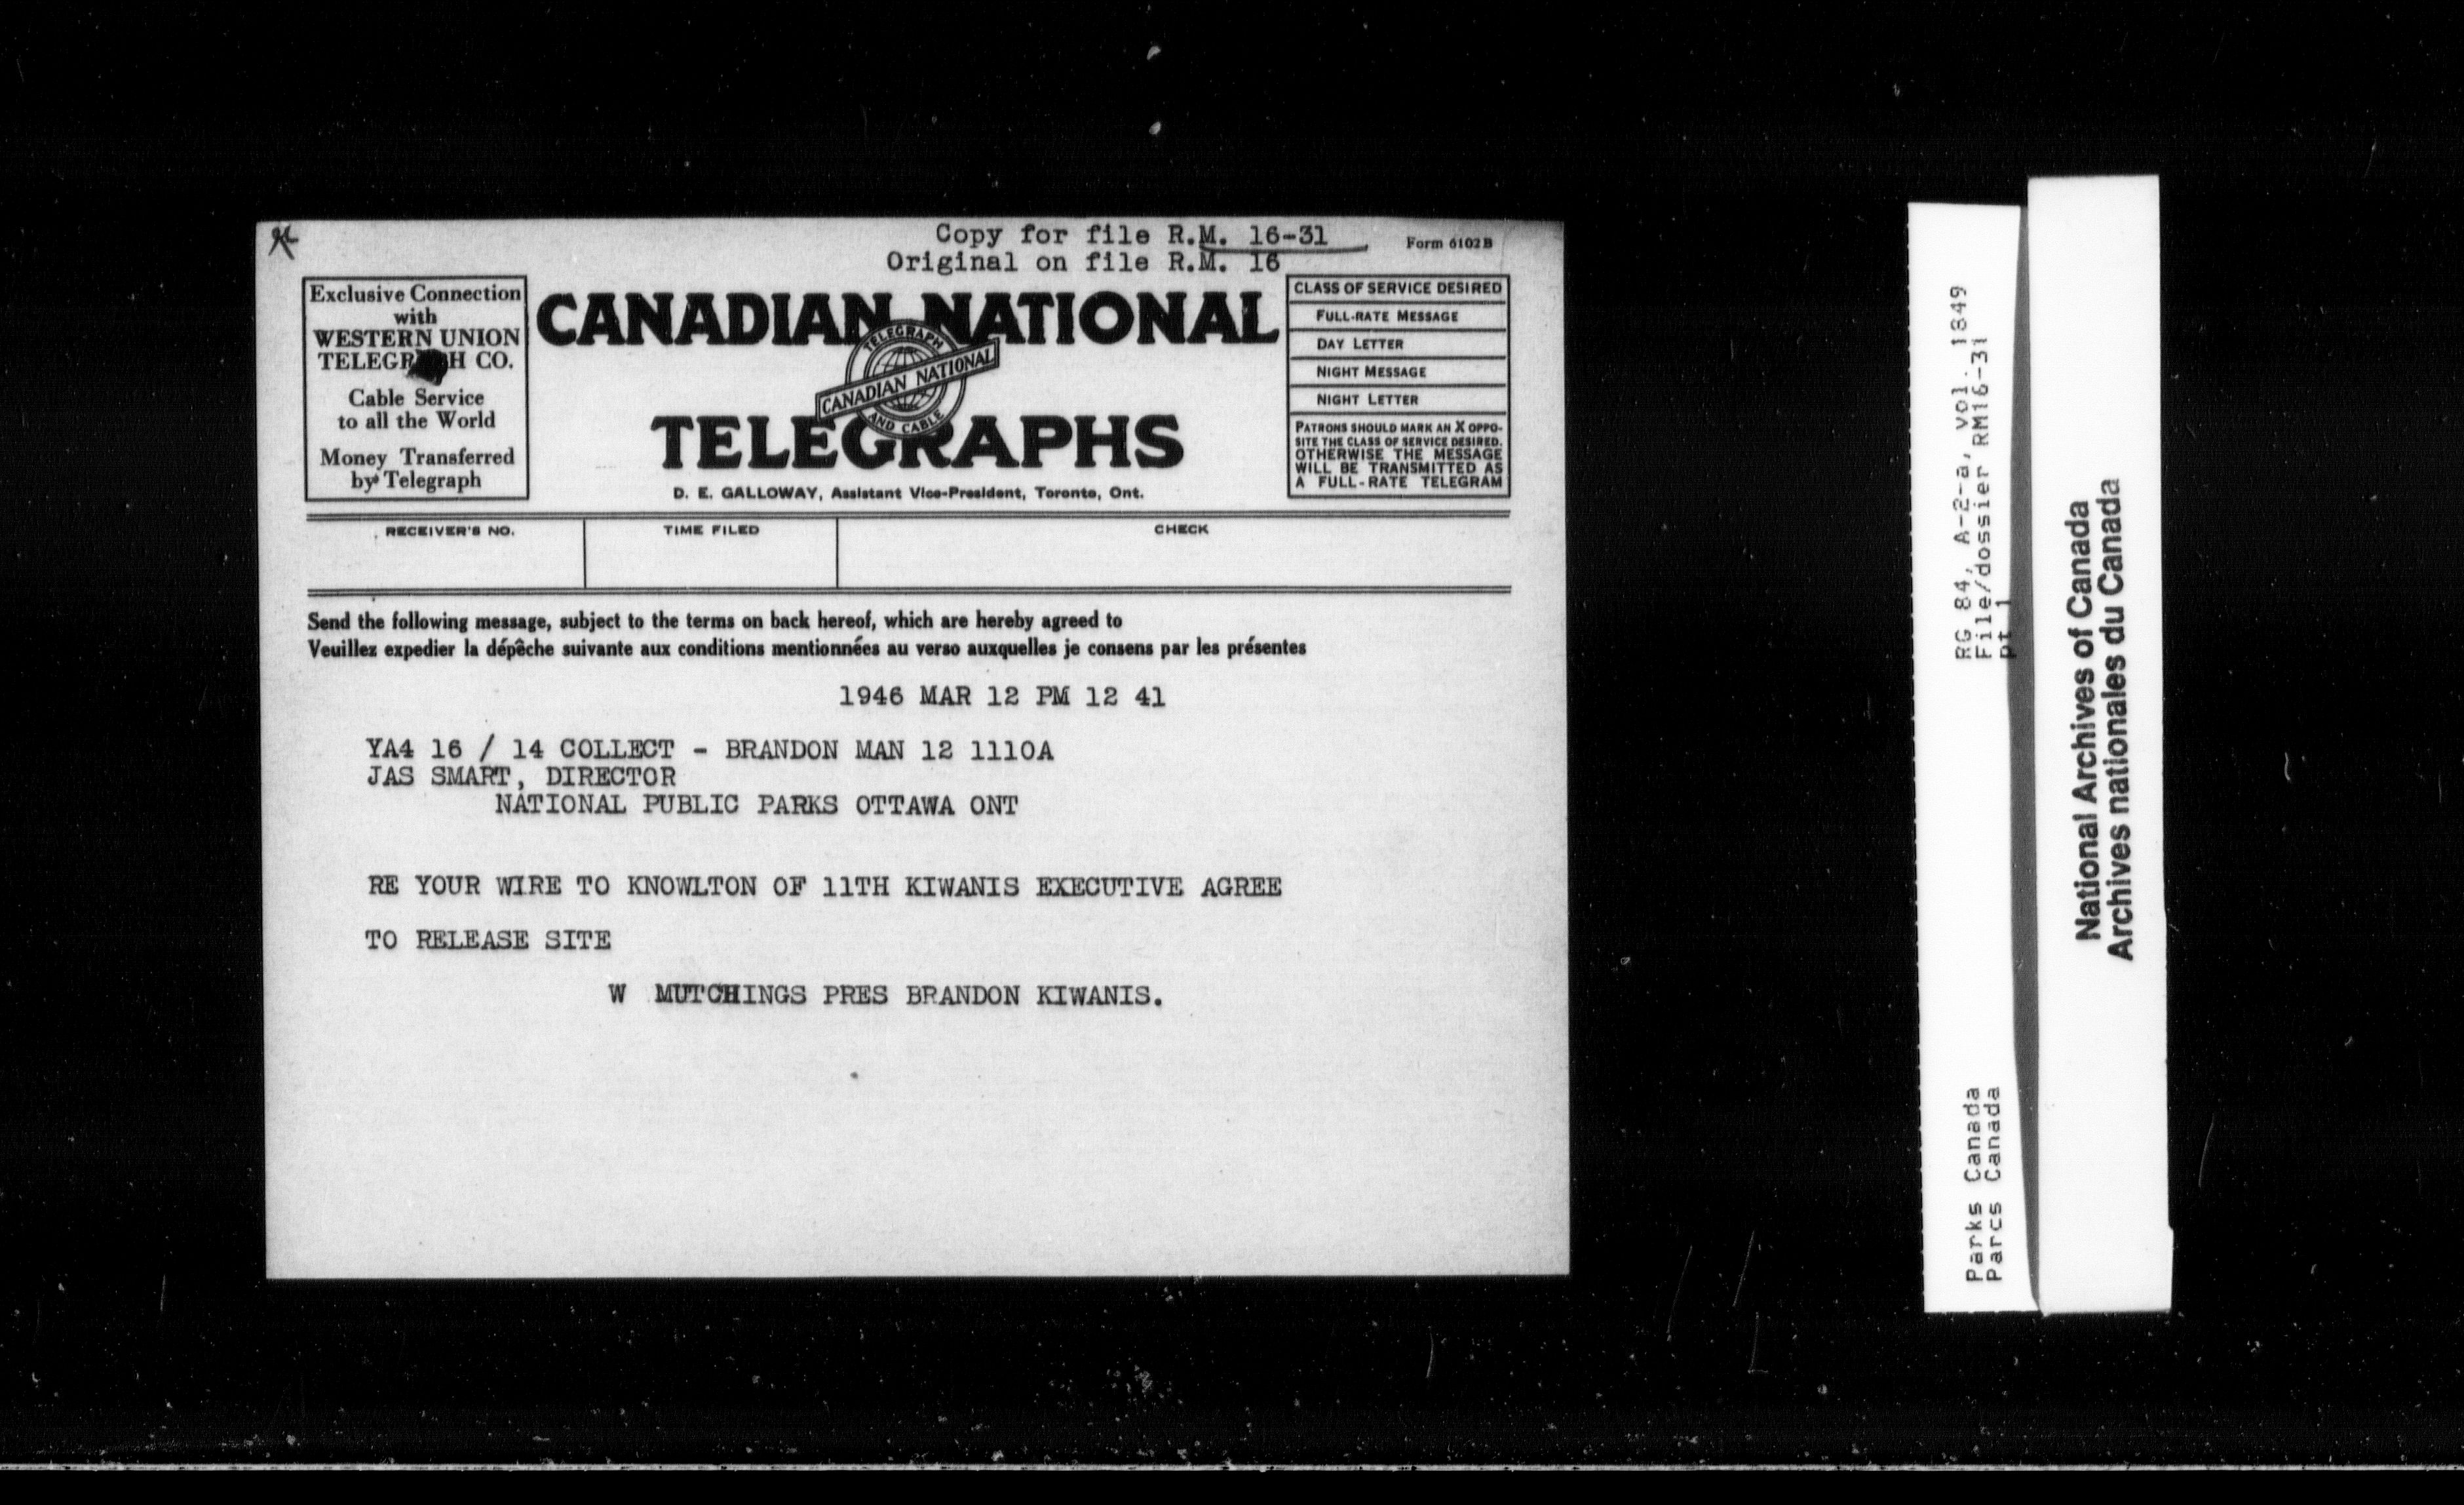 Copy for file R.M. 16-31
Form 6102B
Original on file R.M. 16
Exclusive Connection
with
WESTERN UNION
TELEGRAPH CO.
Cable Service
to all the World
Money Transferred
by Telegraph
CANADIAN NATIONAL
TELEGRAPH
CANADIAN NATIONAL
AND CABLE
TELEGRAPHS
D. E. GALLOWAY, Assistant Vice-President, Toronto, Ont.
CLASS OF SERVICE DESIRED
FULL-RATE MESSAGE
DAY LETTER
NIGHT MESSAGE
NIGHT LETTER
PATRONS SHOULD MARK AN X OPPO-
SITE THE CLASS OF SERVICE DESIRED.
OTHERWISE THE MESSAGE
WILL BE TRANSMITTED AS
A FULL-RATE TELEGRAM
RECEIVER'S NO.
TIME FILED
CHECK
Send the following message, subject to the terms on back hereof, which are hereby agreed to
Veuillez expedier la dépêche suivante aux conditions mentionnées au verso auxquelles je consens par les présentes
1946 MAR 12 PM 12 41
YA4 16 / 14 COLLECT - BRANDON MAN 12 1110A
JAS SMART, DIRECTOR
NATIONAL PUBLIC PARKS OTTAWA ONT
RE YOUR WIRE TO KNOWLTON OF 11TH KIWANIS EXECUTIVE AGREE
TO RELEASE SITE
W MUTCHINGS PRES BRANDON KIWANIS.
RG 84, A-2-a, vol. 1849
File/dossier RM16-31
pt 1
Parks Canada
Parcs Canada
National Archives of Canada
Archives nationales du Canada